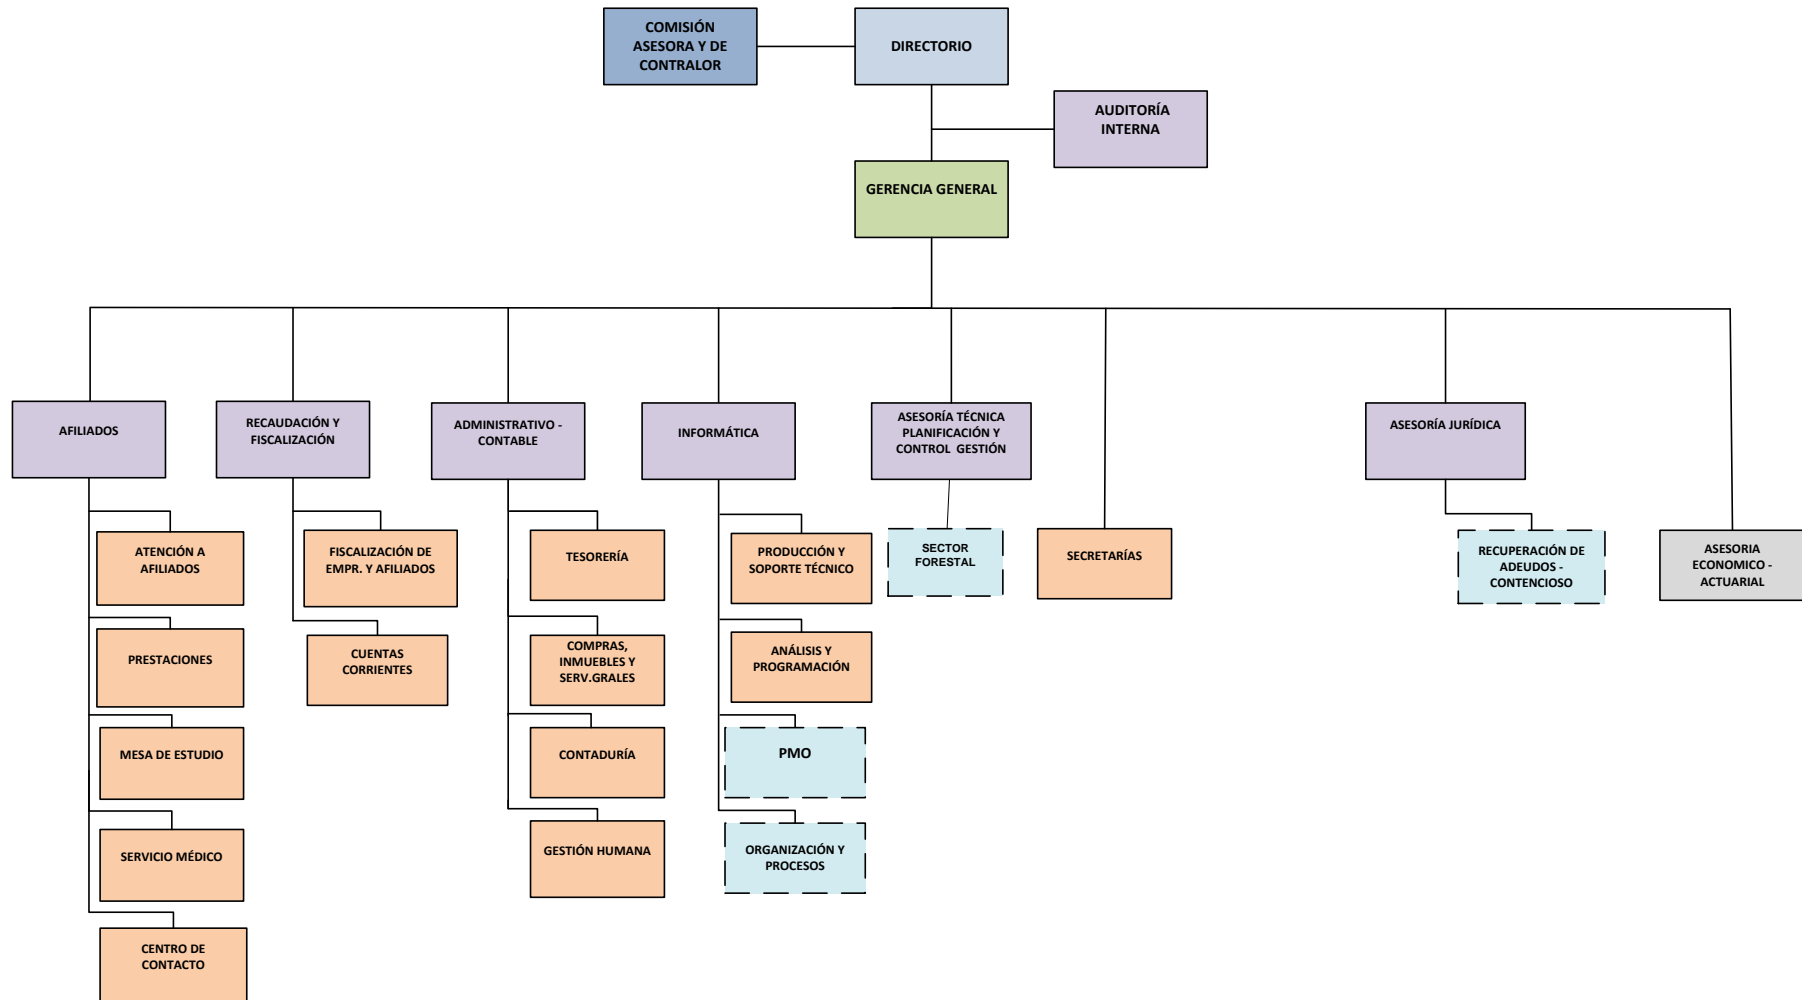 COMISIÓN
ASESORA Y DE
CONTRALOR
DIRECTORIO
AUDITORÍA
INTERNA
GERENCIA GENERAL
AFILIADOS
RECAUDACIÓN Y
FISCALIZACIÓN
ADMINISTRATIVO -
CONTABLE
INFORMÁTICA
ASESORÍA TÉCNICA
PLANIFICACIÓN Y
CONTROL GESTIÓN
ASESORÍA JURÍDICA
ATENCIÓN A
AFILIADOS
FISCALIZACIÓN DE
EMPR. Y AFILIADOS
TESORERÍA
PRODUCCIÓN Y
SOPORTE TÉCNICO
SECTOR
FORESTAL
SECRETARÍAS
RECUPERACIÓN DE
ADEUDOS -
CONTENCIOSO
ASESORIA
ECONOMICO -
ACTUARIAL
PRESTACIONES
CUENTAS
CORRIENTES
COMPRAS,
INMUEBLES Y
SERV.GRALES
ANÁLISIS Y
PROGRAMACIÓN
MESA DE ESTUDIO
CONTADURÍA
PMO
SERVICIO MÉDICO
GESTIÓN HUMANA
ORGANIZACIÓN Y
PROCESOS
CENTRO DE
CONTACTO